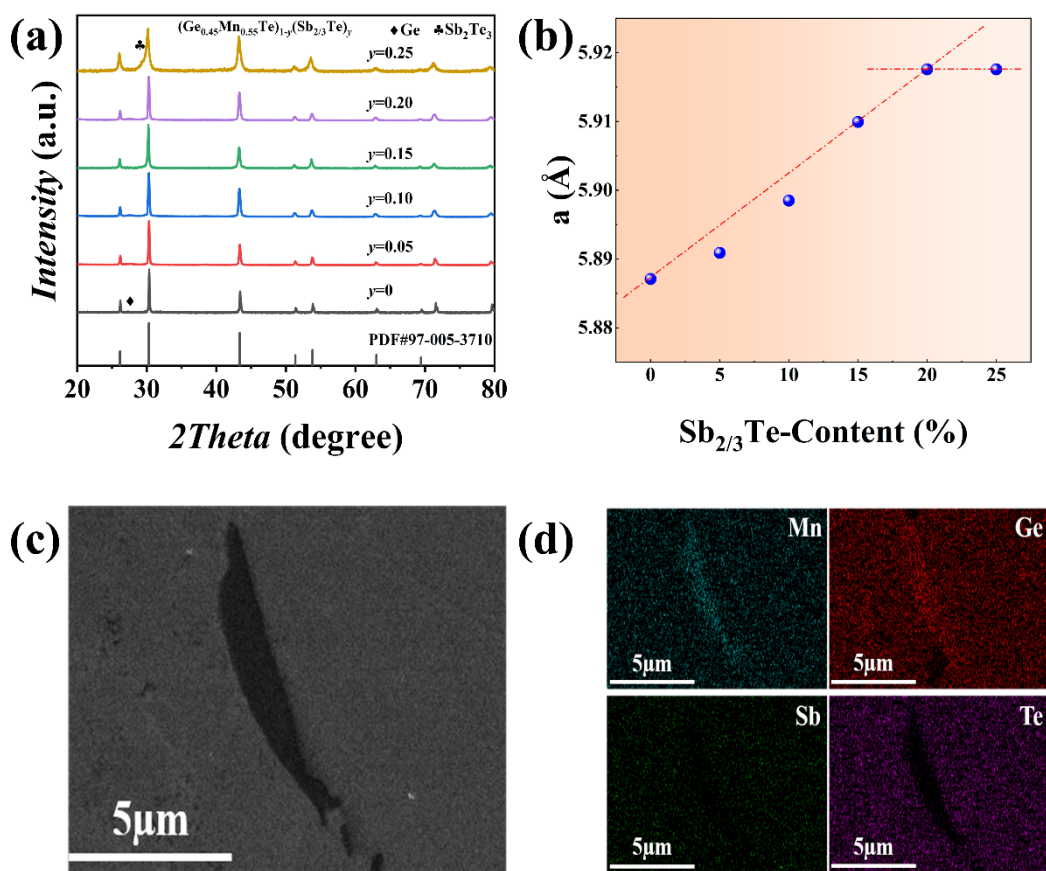 (a)
(Ge0.45Mn0.55Te)1-y(Sb2/3Te)y ♦Ge ♣Sb2Te3
♣
y=0.25
y=0.20
y=0.15
y=0.10
y=0.05
♦
y=0
PDF#97-005-3710
Intensity (a.u.)
20 30 40 50 60 70 80
2Theta (degree)
(b)
5.92
5.91
5.90
5.89
5.88
a (Å)
0 5 10 15 20 25
Sb2/3Te-Content (%)
(c)
5μm
(d)
Mn
5μm
Ge
5μm
Sb
5μm
Te
5μm